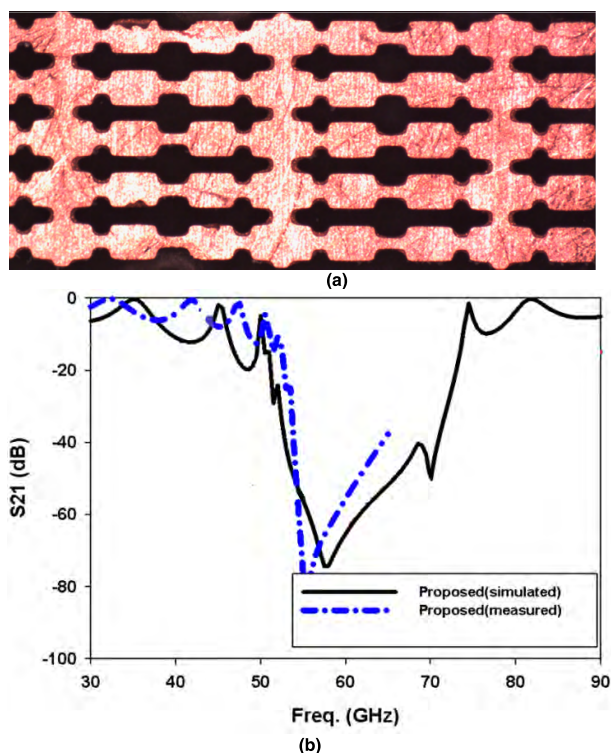 (a)
0
-20
-40
-60
-80
-100
S21 (dB)
Proposed(simulated)
Proposed(measured)
30 40 50 60 70 80 90
Freq. (GHz)
(b)